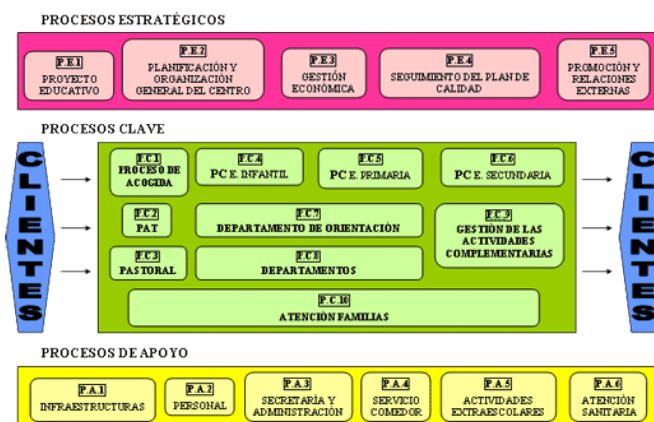 PROCESOS ESTRATÉGICOS
P.E.1
PROYECTO
EDUCATIVO
P.E.2
PLANIFICACIÓN Y
ORGANIZACIÓN
GENERAL DEL CENTRO
P.E.3
GESTIÓN
ECONÓMICA
P.E.4
SEGUIMIENTO DEL PLAN DE
CALIDAD
P.E.5
PROMOCIÓN Y
RELACIONES
EXTERNAS
PROCESOS CLAVE
CLIENTES
P.C.1
PROCESO DE
ACOGIDA
P.C.4
PC E. INFANTIL
P.C.5
PC E. PRIMARIA
P.C.6
PC E. SECUNDARIA
P.C.2
PAT
P.C.7
DEPARTAMENTO DE ORIENTACIÓN
P.C.9
GESTIÓN DE LAS
ACTIVIDADES
COMPLEMENTARIAS
P.C.3
PASTORAL
P.C.8
DEPARTAMENTOS
P.C.10
ATENCIÓN FAMILIAS
CLIENTES
PROCESOS DE APOYO
P.A.1
INFRAESTRUCTURAS
P.A.2
PERSONAL
P.A.3
SECRETARÍA Y
ADMINISTRACIÓN
P.A.4
SERVICIO
COMEDOR
P.A.5
ACTIVIDADES
EXTRAESCOLARES
P.A.6
ATENCIÓN
SANITARIA